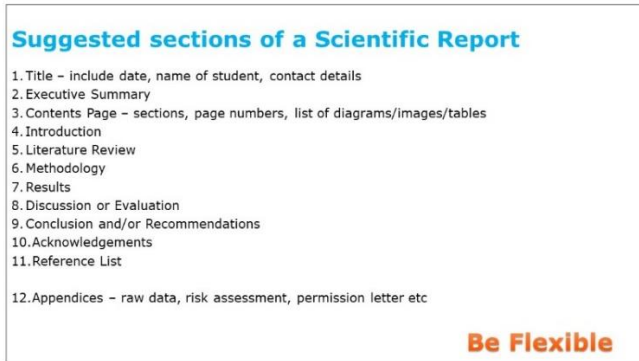 Suggested sections of a Scientific Report
1. Title – include date, name of student, contact details
2. Executive Summary
3. Contents Page – sections, page numbers, list of diagrams/images/tables
4. Introduction
5. Literature Review
6. Methodology
7. Results
8. Discussion or Evaluation
9. Conclusion and/or Recommendations
10.Acknowledgements
11.Reference List
12.Appendices – raw data, risk assessment, permission letter etc
Be Flexible